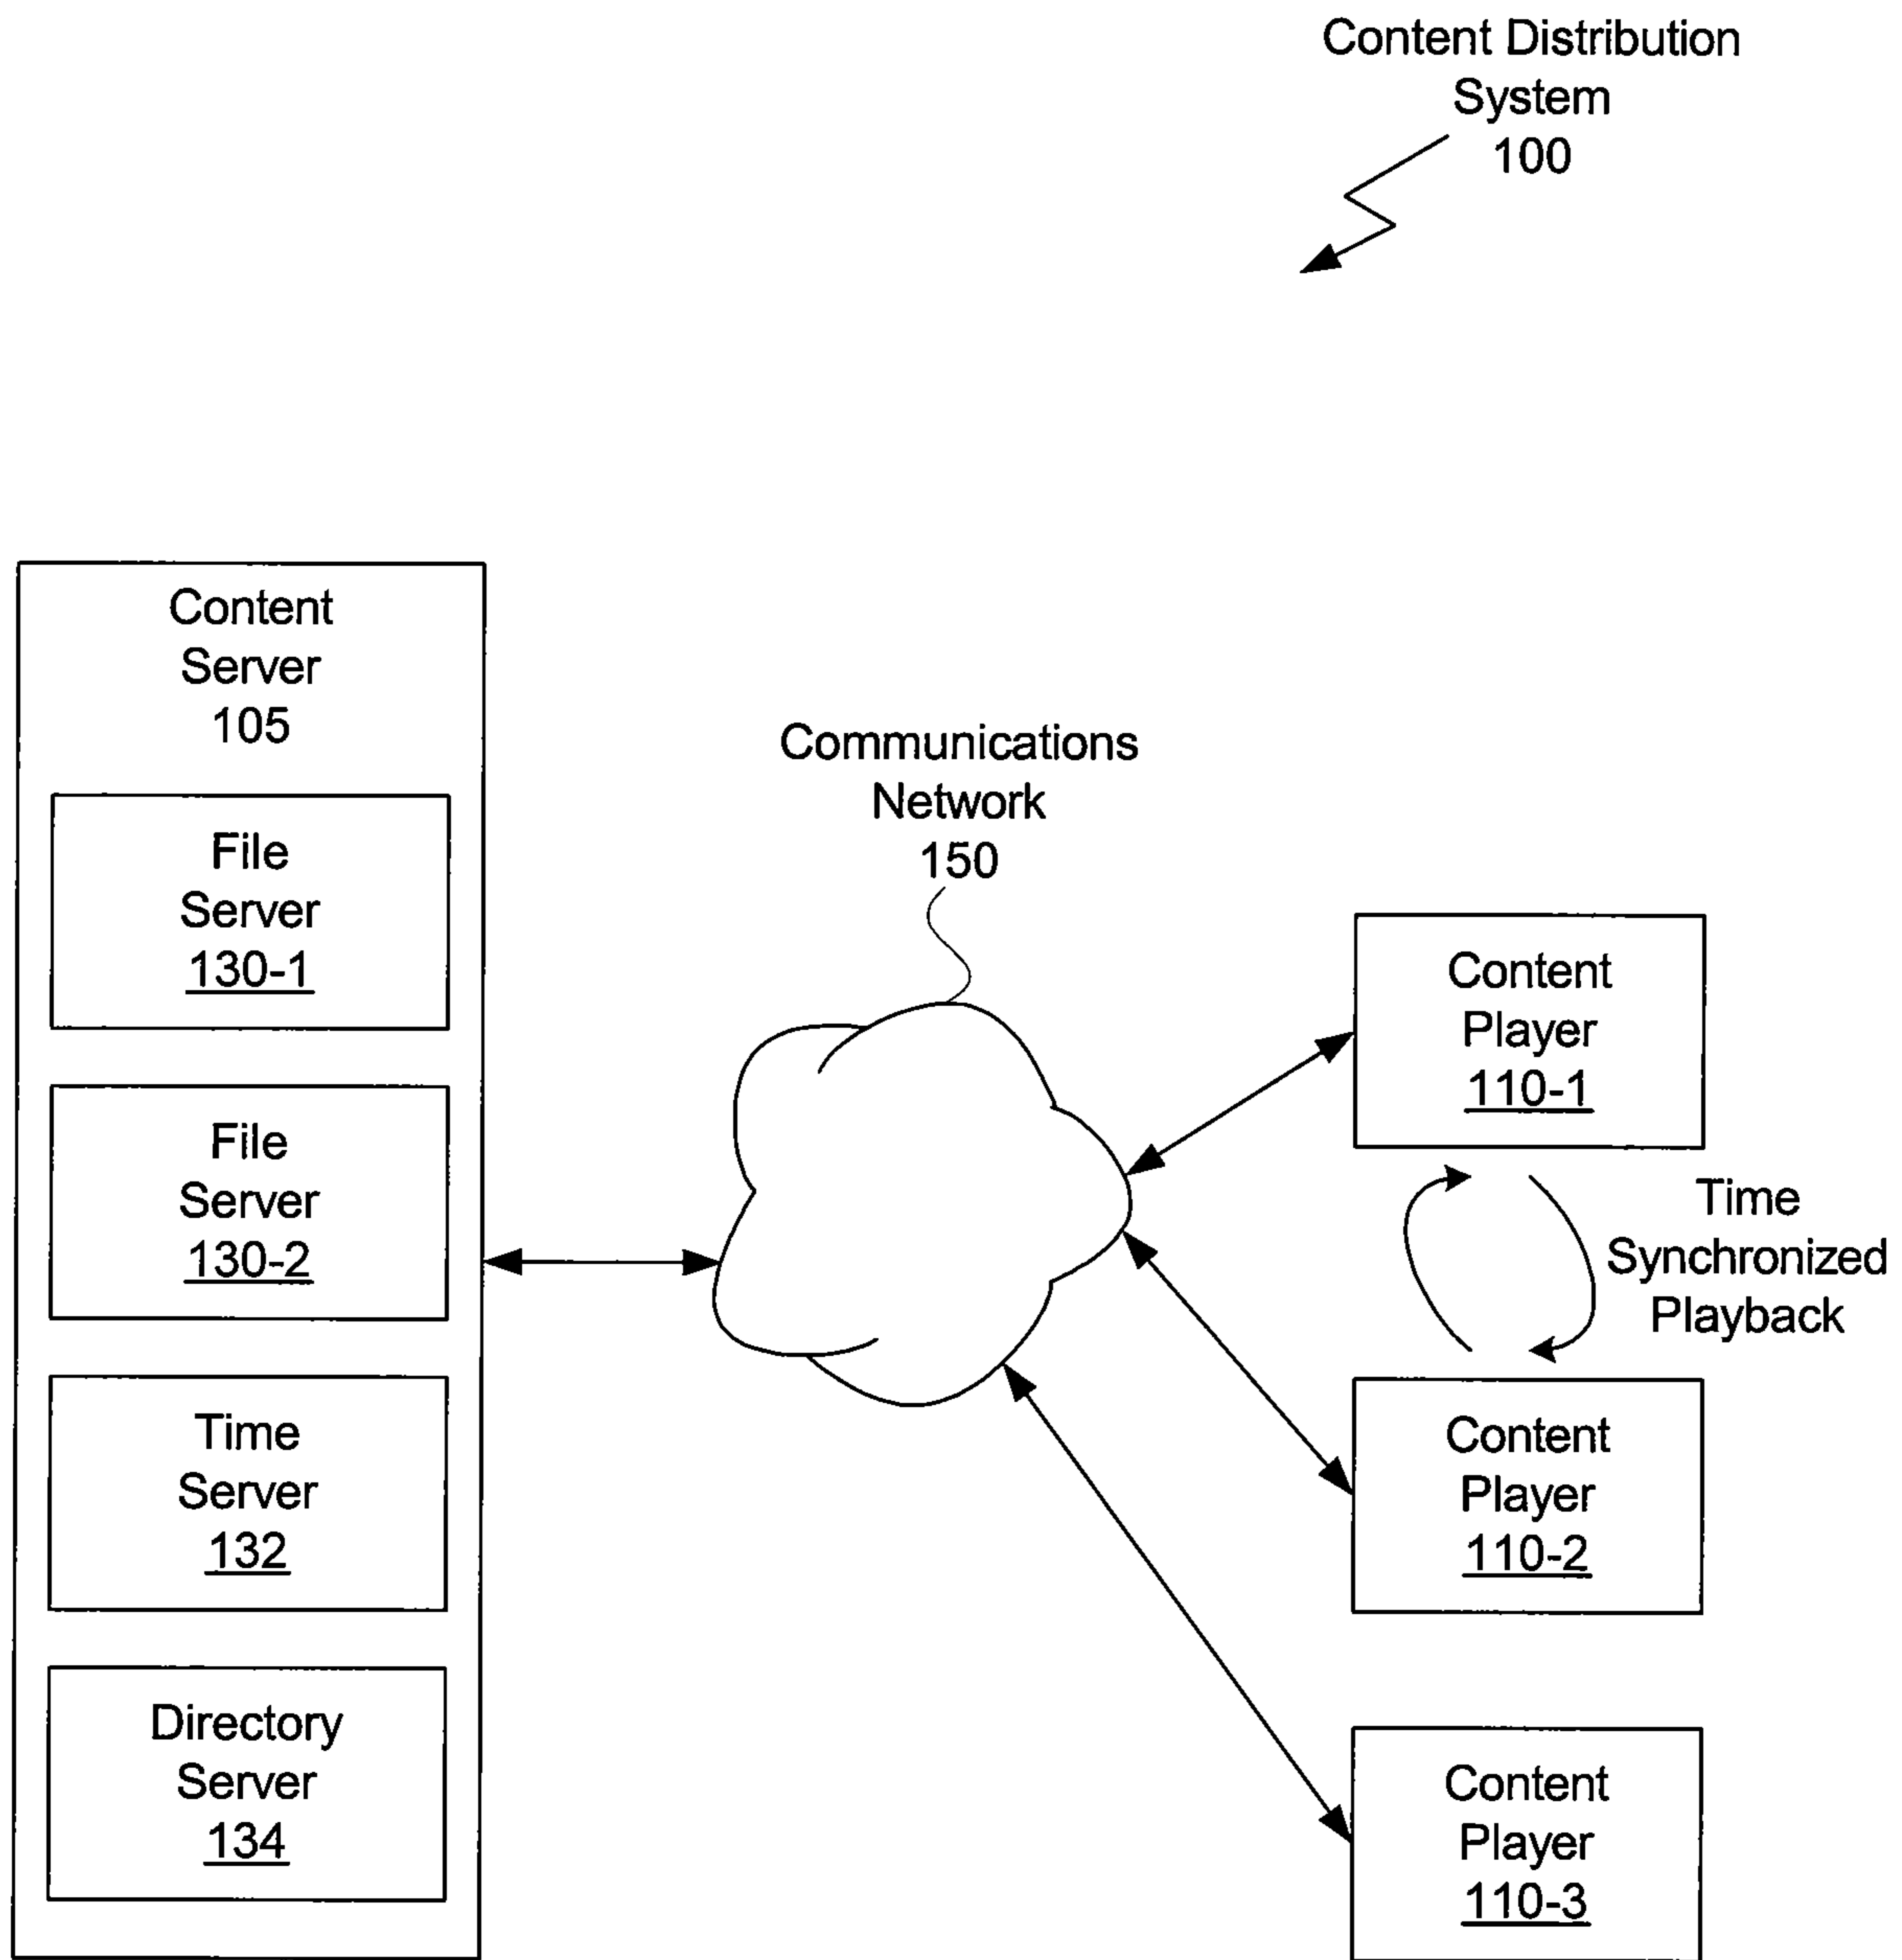 Content Distribution
System
100
Content
Server
105
File
Server
130-1
File
Server
130-2
Time
Server
132
Directory
Server
134
Communications
Network
150
Content
Player
110-1
Time
Synchronized
Playback
Content
Player
110-2
Content
Player
110-3